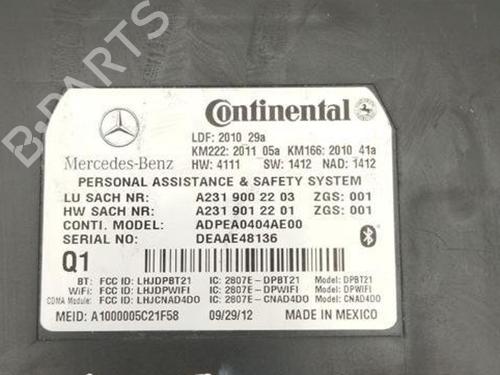 B-PARTS
Continental
Mercedes-Benz
LDF: 2010 29a
KM222: 2011 05a KM166: 2010 41a
HW: 4111 SW: 1412 NAD: 1412
PERSONAL ASSISTANCE & SAFETY SYSTEM
LU SACH NR: A231 900 22 03 ZGS: 001
HW SACH NR: A231 901 22 01 ZGS: 001
CONTI. MODEL: ADPEA0404AE00
SERIAL NO: DEAAE48136
Q1
BT: FCC ID: LHJDPBT21 IC: 2807E-DPBT21 Model: DPBT21
WiFi: FCC ID: LHJDPWIFI IC: 2807E-DPWIFI Model: DPWIFI
CDMA Module: FCC ID: LHJCNAD4DO IC: 2807E-CNAD4DO Model: CNAD4DO
MEID: A1000005C21F58 09/29/12 MADE IN MEXICO